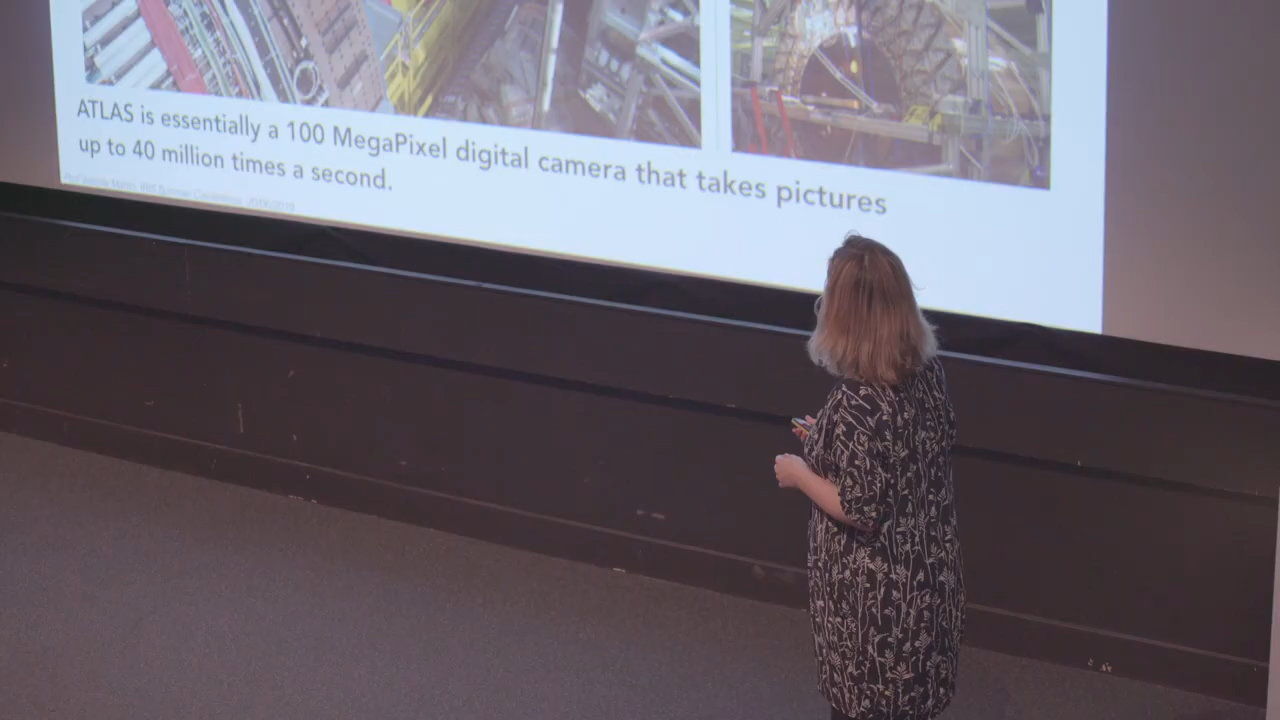 ATLAS is essentially a 100 MegaPixel digital camera that takes pictures
up to 40 million times a second.